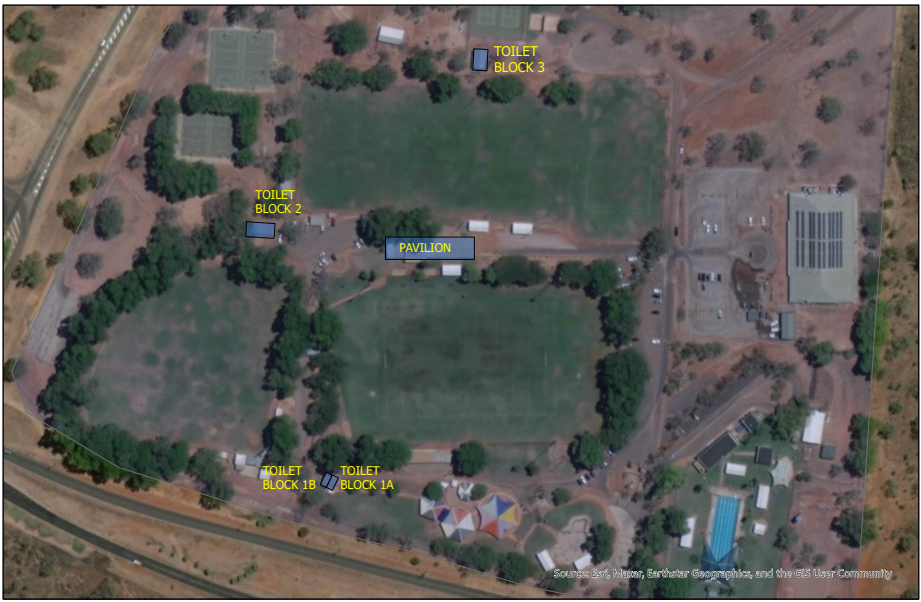 TOILET
BLOCK 3
TOILET
BLOCK 2
PAVILION
TOILET
BLOCK 1B
TOILET
BLOCK 1A
Source: Esri, Maxar, Earthstar Geographics, and the GIS User Community